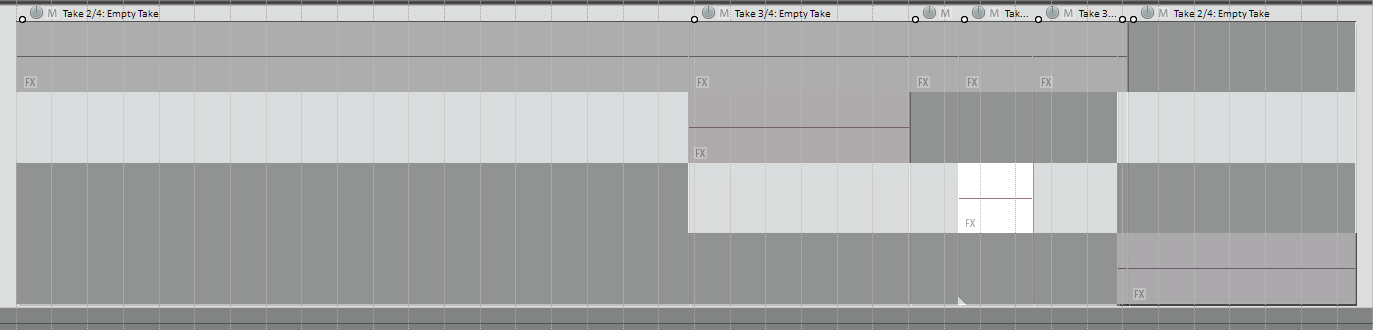 M Take 2/4: Empty Take M Take 3/4: Empty Take M M Tak... M Take 3... M Take 2/4: Empty Take
FX FX FX FX FX
FX
FX
FX